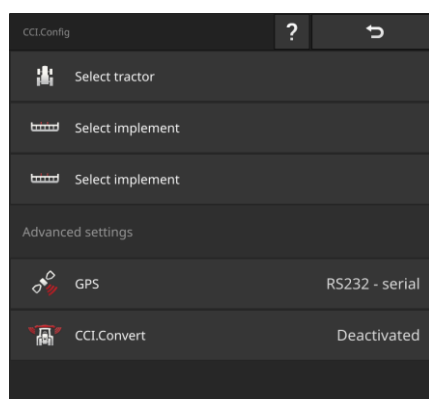 CCI.Config ?
Select tractor
Select implement
Select implement
Advanced settings
GPS RS232 - serial
CCI.Convert Deactivated